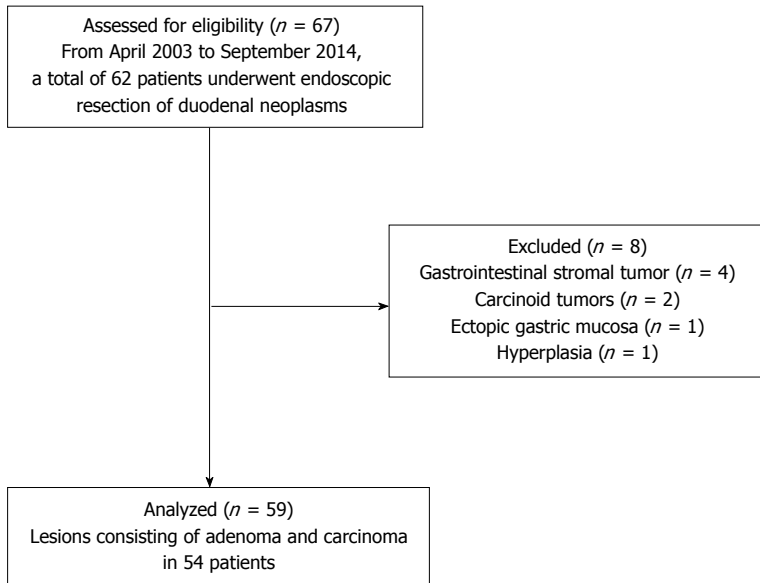 Assessed for eligibility (n = 67)
From April 2003 to September 2014,
a total of 62 patients underwent endoscopic
resection of duodenal neoplasms
Excluded (n = 8)
Gastrointestinal stromal tumor (n = 4)
Carcinoid tumors (n = 2)
Ectopic gastric mucosa (n = 1)
Hyperplasia (n = 1)
Analyzed (n = 59)
Lesions consisting of adenoma and carcinoma
in 54 patients